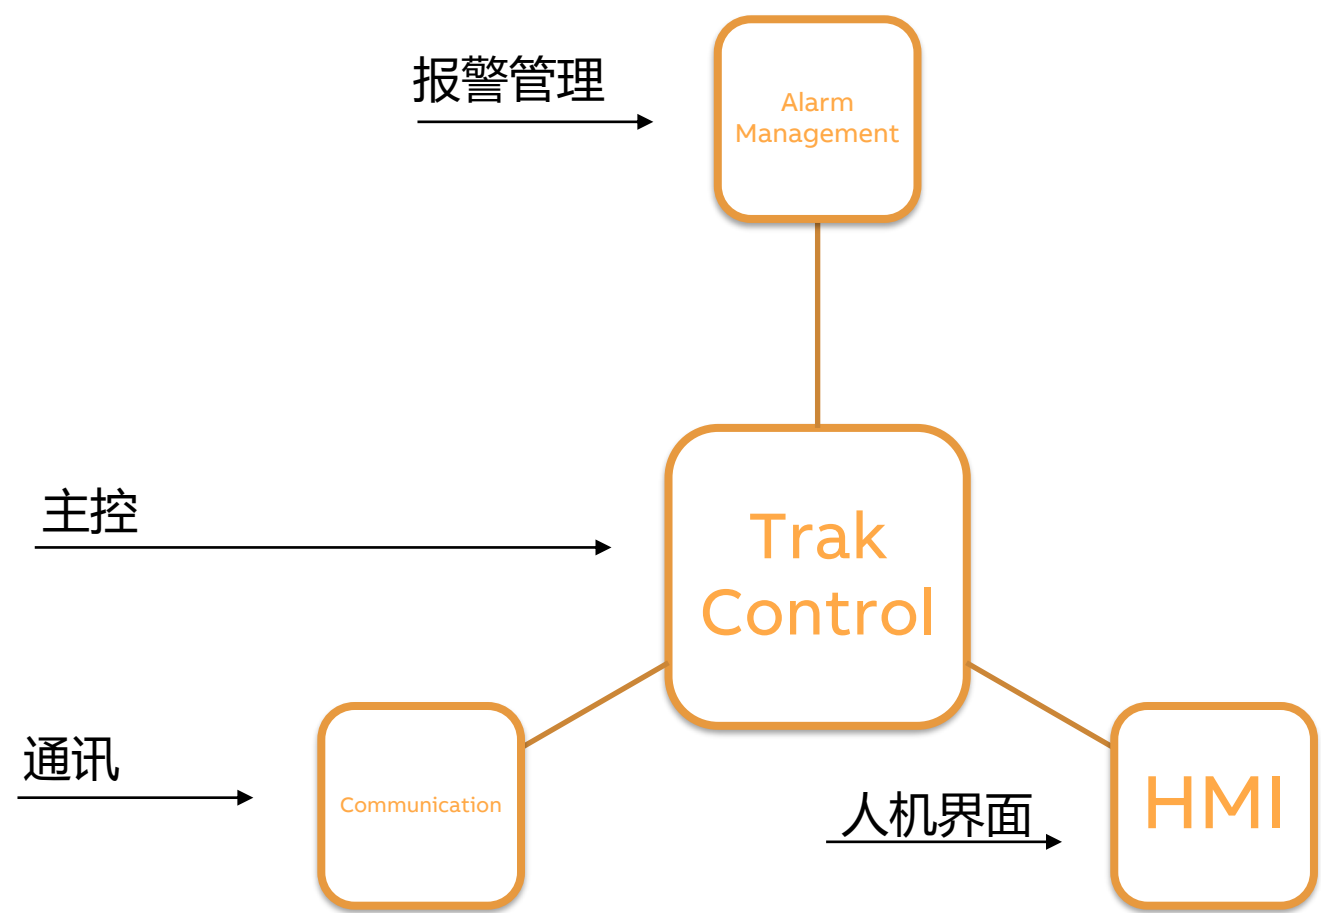 报警管理
Alarm
Management
主控
Trak
Control
通讯
Communication
人机界面
HMI